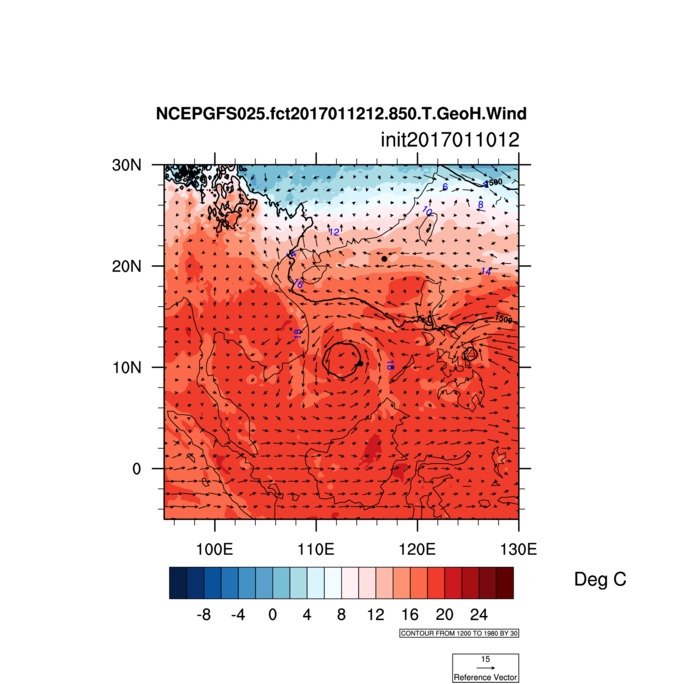 NCEPGFS025.fct2017011212.850.T.GeoH.Wind
init2017011012
30N
1500
6
8
10
12
20N
14
16
1500
18
10N
0
100E 110E 120E 130E
Deg C
-8 -4 0 4 8 12 16 20 24
CONTOUR FROM 1200 TO 1980 BY 30
15
Reference Vector